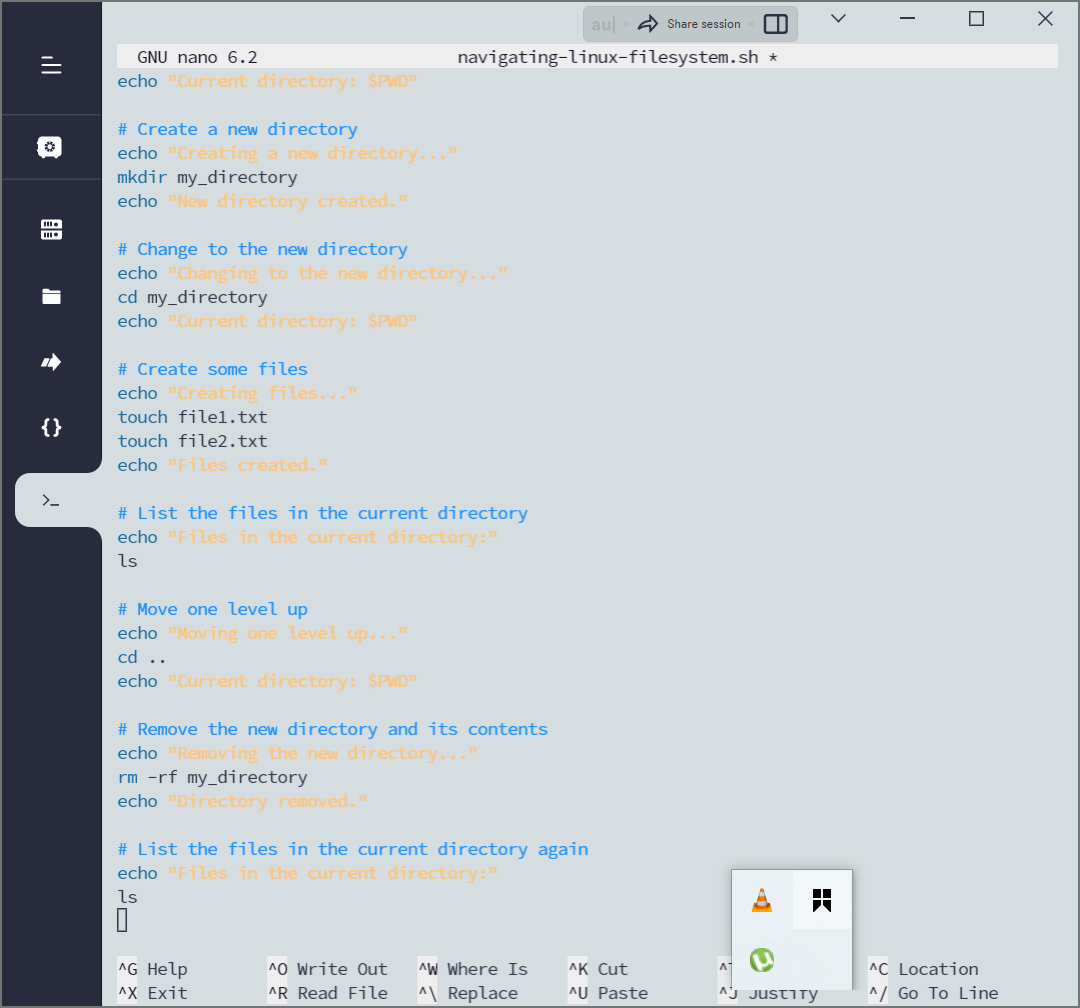 au|
Share session
GNU nano 6.2 navigating-linux-filesystem.sh *
echo "Current directory: $PWD"
# Create a new directory
echo "Creating a new directory..."
mkdir my_directory
echo "New directory created."
# Change to the new directory
echo "Changing to the new directory..."
cd my_directory
echo "Current directory: $PWD"
# Create some files
echo "Creating files..."
touch file1.txt
touch file2.txt
echo "Files created."
# List the files in the current directory
echo "Files in the current directory:"
ls
# Move one level up
echo "Moving one level up..."
cd ..
echo "Current directory: $PWD"
# Remove the new directory and its contents
echo "Removing the new directory..."
rm -rf my_directory
echo "Directory removed."
# List the files in the current directory again
echo "Files in the current directory:"
ls
^G Help ^O Write Out ^W Where Is ^K Cut ^C Location
^X Exit ^R Read File ^\ Replace ^U Paste ^J Justify ^/ Go To Line